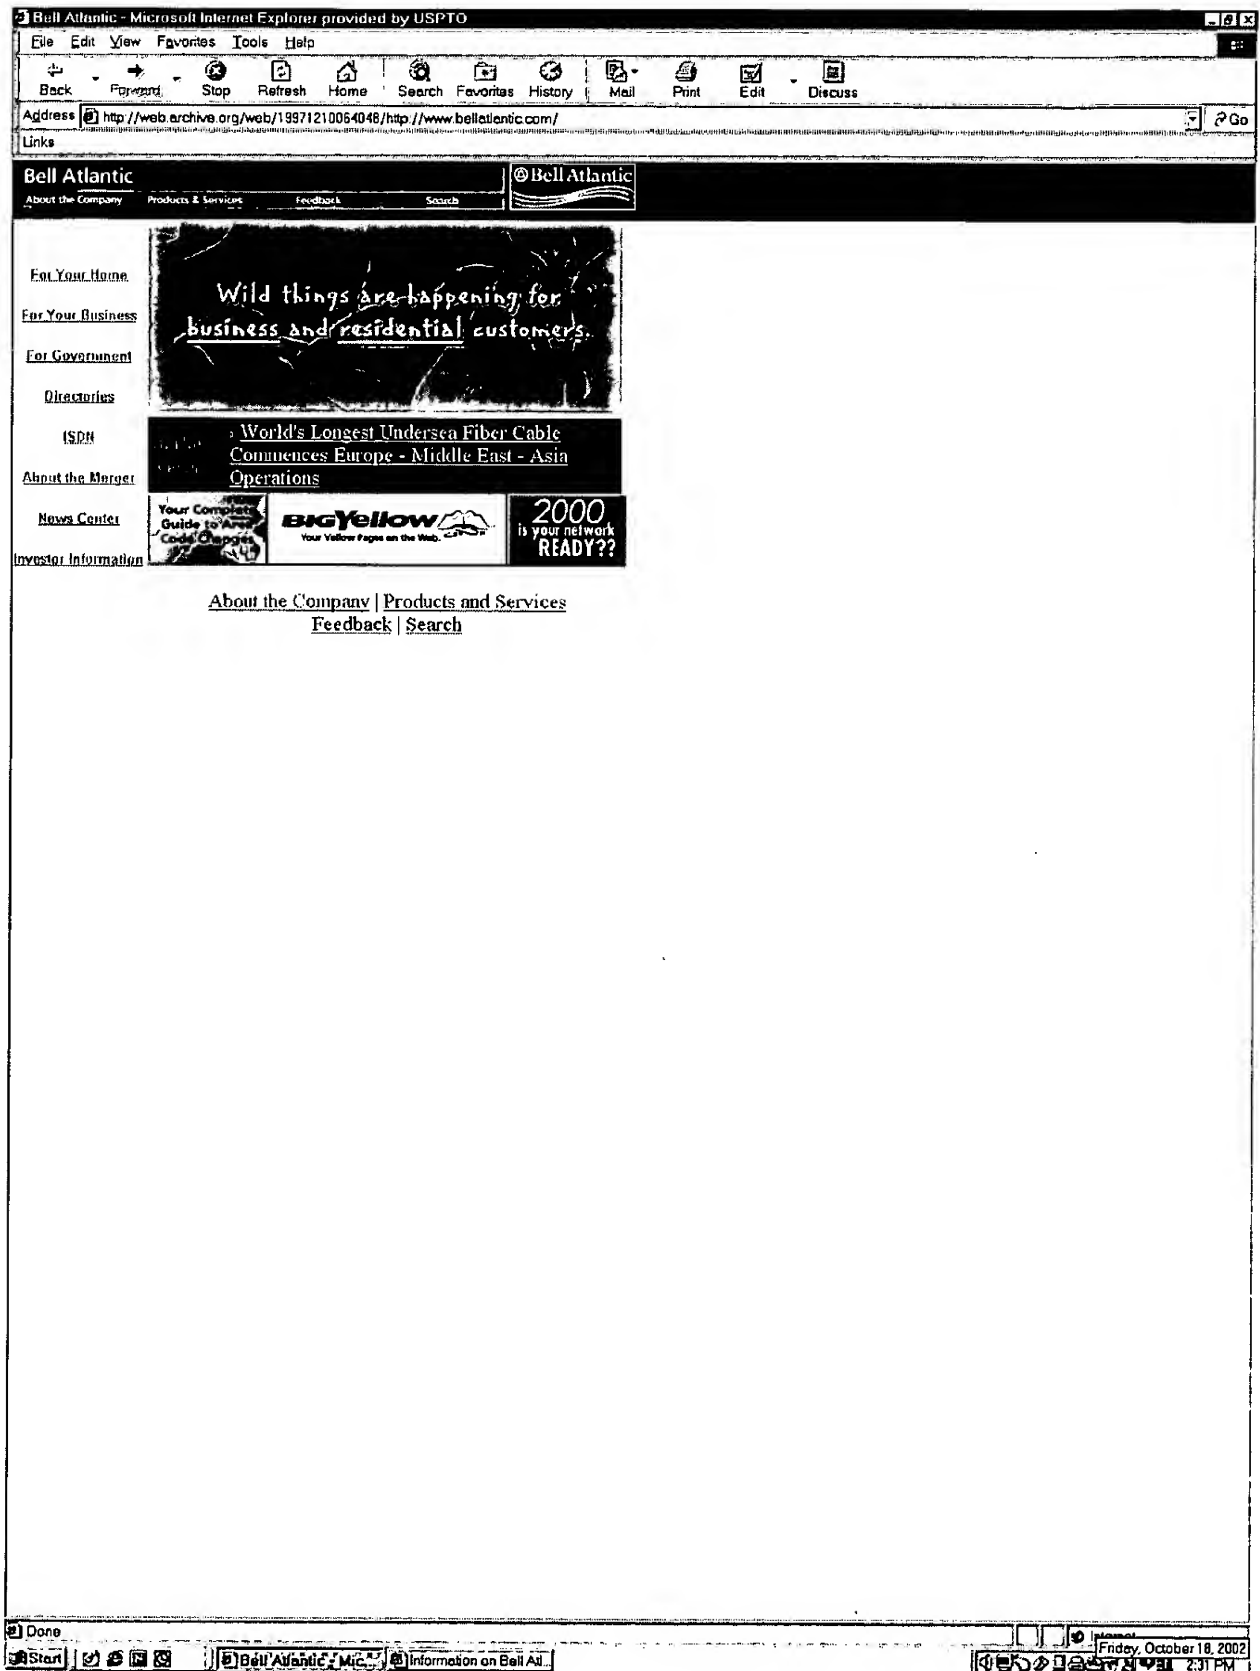 Bell Atlantic - Microsoft Internet Explorer provided by USPTO
File Edit View Favorites Tools Help
Back Forward Stop Refresh Home Search Favorites History Mail Print Edit Discuss
Address http://web.archive.org/web/19971210064048/http://www.bellatlantic.com/ Go
Links
Bell Atlantic
Bell Atlantic
About the Company Products & Services Feedback Search
For Your Home
For Your Business
For Government
Directories
ISDN
About the Merger
News Center
Investor Information
Wild things are happening for
business and residential customers.
World's Longest Undersea Fiber Cable
Commences Europe - Middle East - Asia
Operations
Your Complete
Guide to Area
Code Changes
BIGYellow
Your Yellow Pages on the Web.
2000
is your network
READY??
About the Company | Products and Services
Feedback | Search
Done
Internet
Friday, October 18, 2002
Start Bell Atlantic - Mic... Information on Bell Atl... 2:31 PM